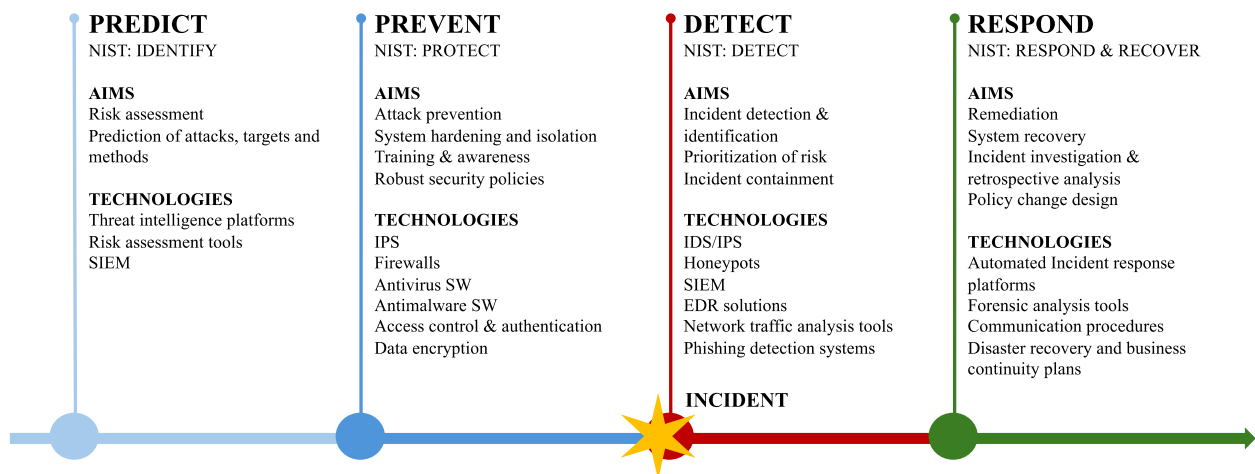 PREDICT
NIST: IDENTIFY
AIMS
Risk assessment
Prediction of attacks, targets and
methods
TECHNOLOGIES
Threat intelligence platforms
Risk assessment tools
SIEM
PREVENT
NIST: PROTECT
AIMS
Attack prevention
System hardening and isolation
Training & awareness
Robust security policies
TECHNOLOGIES
IPS
Firewalls
Antivirus SW
Antimalware SW
Access control & authentication
Data encryption
DETECT
NIST: DETECT
AIMS
Incident detection &
identification
Prioritization of risk
Incident containment
TECHNOLOGIES
IDS/IPS
Honeypots
SIEM
EDR solutions
Network traffic analysis tools
Phishing detection systems
INCIDENT
RESPOND
NIST: RESPOND & RECOVER
AIMS
Remediation
System recovery
Incident investigation &
retrospective analysis
Policy change design
TECHNOLOGIES
Automated Incident response
platforms
Forensic analysis tools
Communication procedures
Disaster recovery and business
continuity plans